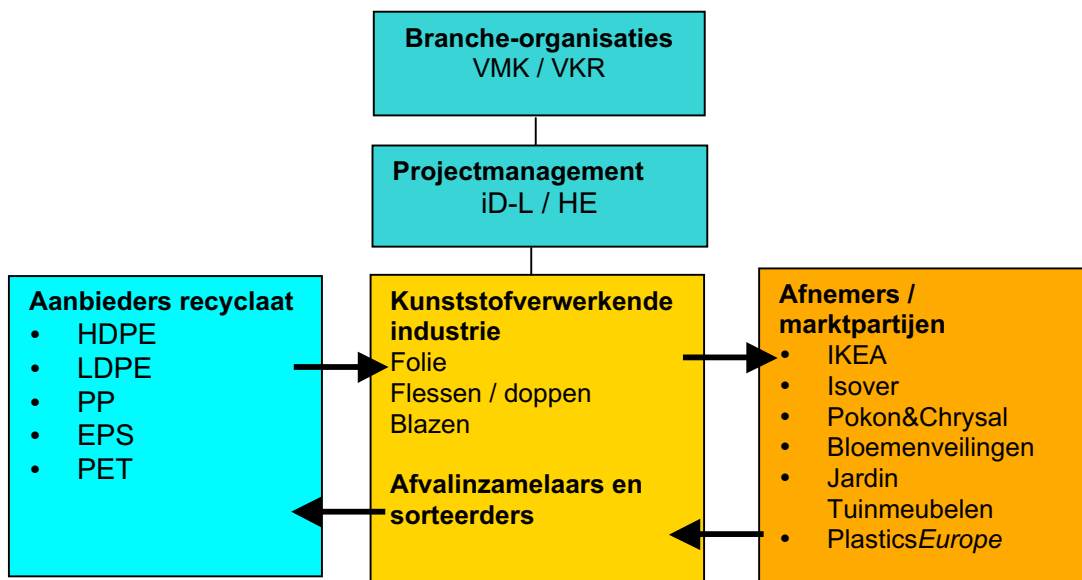 Branche-organisaties
VMK / VKR
Projectmanagement
iD-L / HE
Aanbieders recyclaat
• HDPE
• LDPE
• PP
• EPS
• PET
Kunststofverwerkende
industrie
Folie
Flessen / doppen
Blazen
Afvalinzamelaars en
sorteerders
Afnemers /
marktpartijen
• IKEA
• Isover
• Pokon&Chrysal
• Bloemenveilingen
• Jardin
Tuinmeubelen
• PlasticsEurope